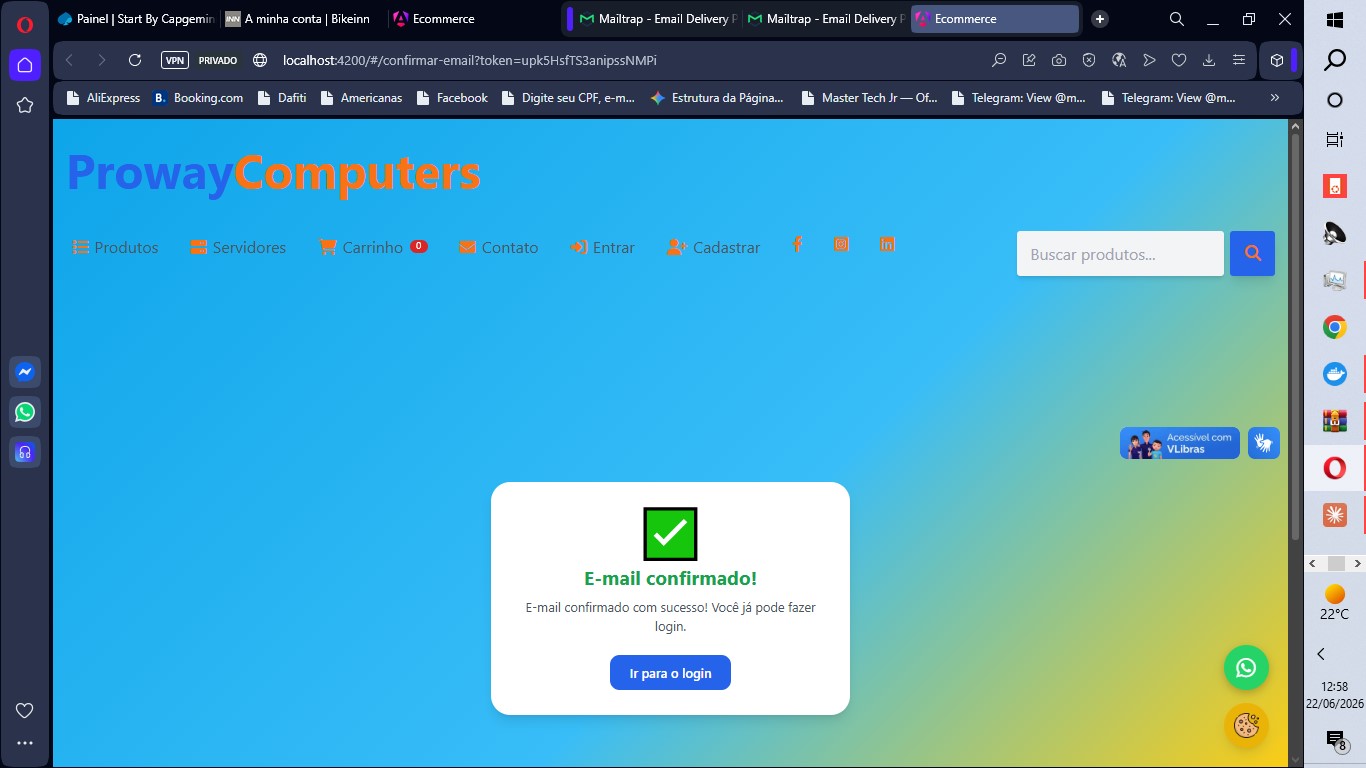 Painel | Start By Capgemin
A minha conta | Bikeinn
Ecommerce
Mailtrap - Email Delivery P
Mailtrap - Email Delivery P
Ecommerce
VPN
PRIVADO
localhost:4200/#/confirmar-email?token=upk5HsfTS3anipssNMPi
AliExpress
Booking.com
Dafiti
Americanas
Facebook
Digite seu CPF, e-m...
Estrutura da Página...
Master Tech Jr — Of...
Telegram: View @m...
Telegram: View @m...
ProwayComputers
Produtos
Servidores
Carrinho 0
Contato
Entrar
Cadastrar
Buscar produtos...
Acessível com
VLibras
E-mail confirmado!
E-mail confirmado com sucesso! Você já pode fazer
login.
Ir para o login
22°C
12:58
22/06/2026
8